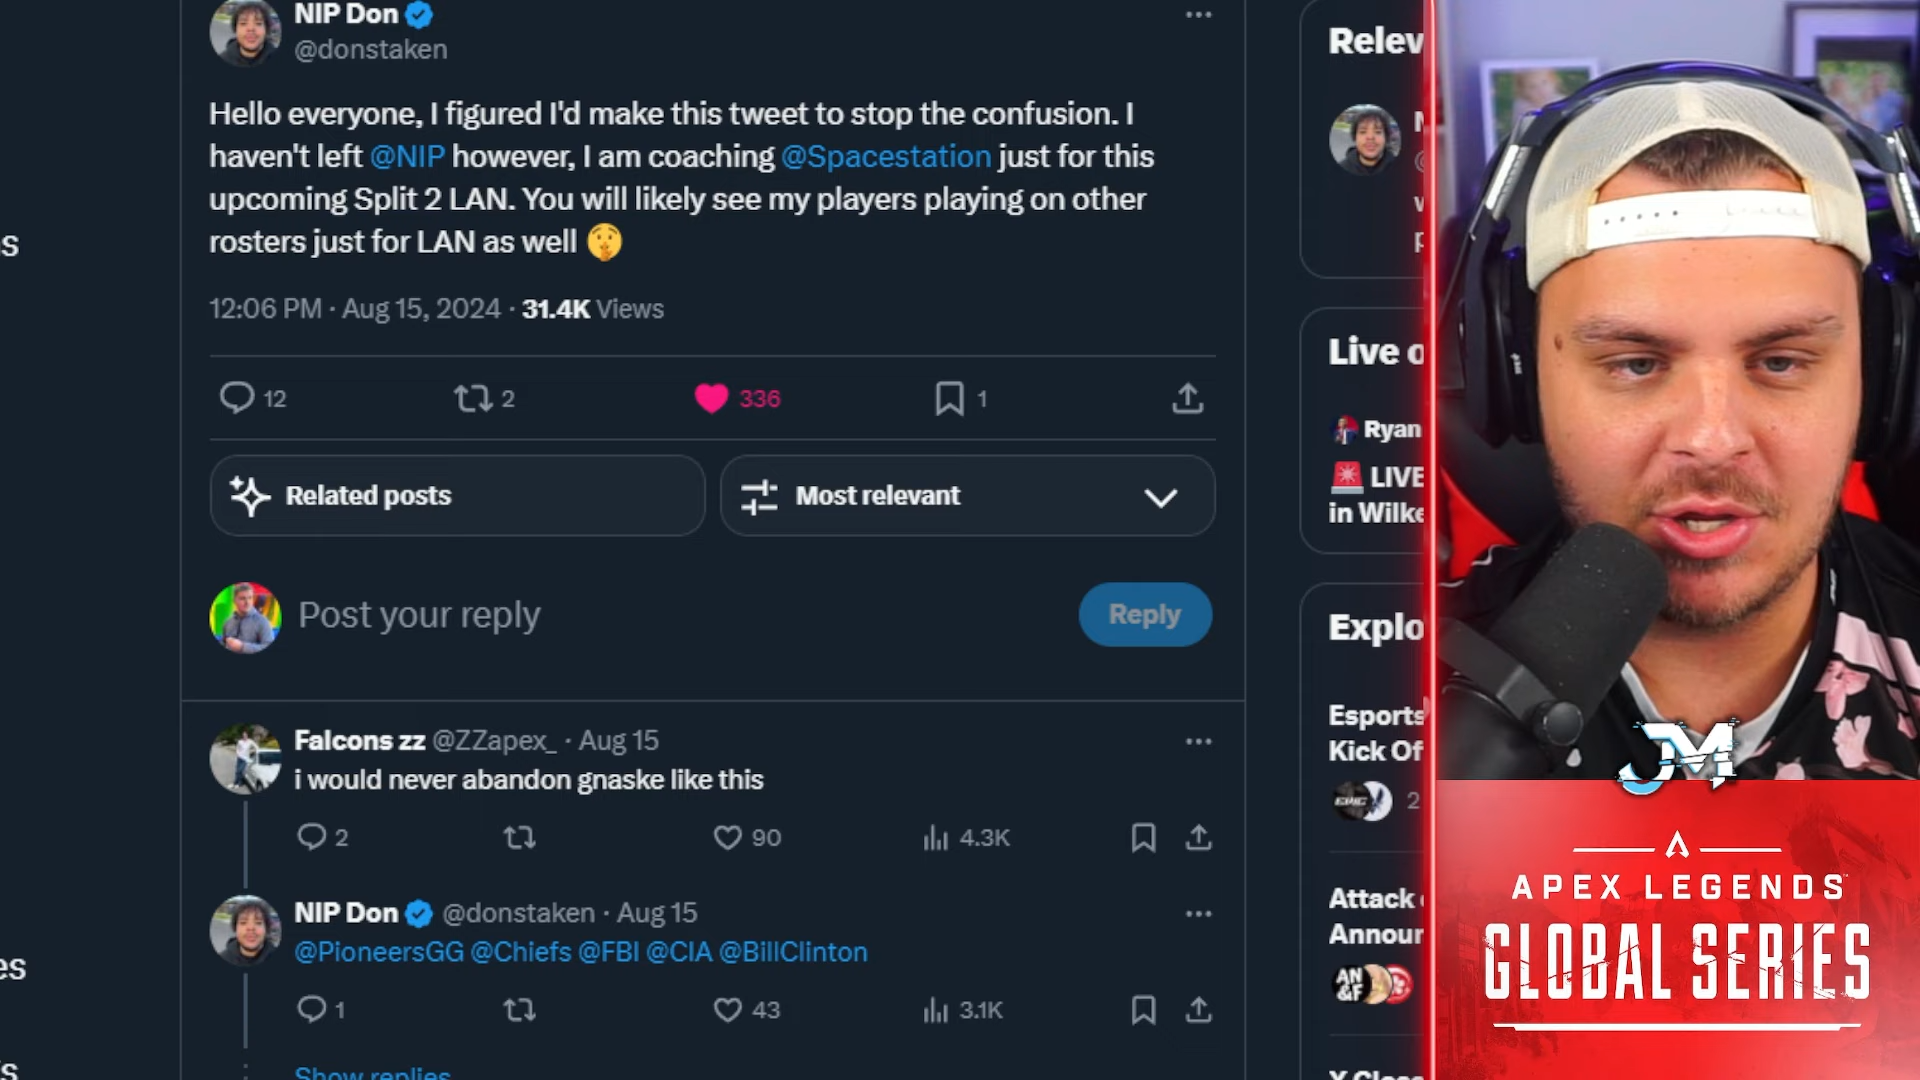 NIP Don
@donstaken
Hello everyone, I figured I'd make this tweet to stop the confusion. I
haven't left @NIP however, I am coaching @Spacestation just for this
upcoming Split 2 LAN. You will likely see my players playing on other
rosters just for LAN as well 🤫
12:06 PM · Aug 15, 2024 · 31.4K Views
12 2 336 1
Related posts
Most relevant
Post your reply
Reply
Falcons zz @ZZapex_ · Aug 15
i would never abandon gnaske like this
2 90 4.3K
NIP Don @donstaken · Aug 15
@PioneersGG @Chiefs @FBI @CIA @BillClinton
1 43 3.1K
Show replies
Relev
Live o
Ryan
🚨 LIVE
in Wilke
Explo
Esports
Kick Of
EPIC
2
Attack
Announ
AN
&F
JM
APEX LEGENDS
GLOBAL SERIES